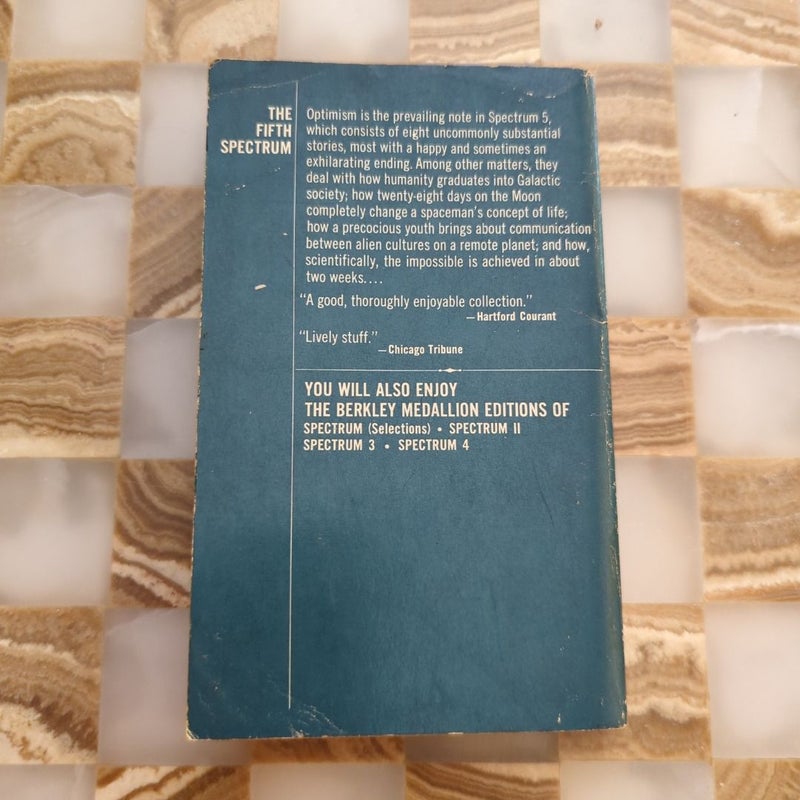 THE
FIFTH
SPECTRUM
Optimism is the prevailing note in Spectrum 5,
which consists of eight uncommonly substantial
stories, most with a happy and sometimes an
exhilarating ending. Among other matters, they
deal with how humanity graduates into Galactic
society; how twenty-eight days on the Moon
completely change a spaceman's concept of life;
how a precocious youth brings about communication
between alien cultures on a remote planet; and how,
scientifically, the impossible is achieved in about
two weeks....
"A good, thoroughly enjoyable collection."
—Hartford Courant
"Lively stuff."
—Chicago Tribune
YOU WILL ALSO ENJOY
THE BERKLEY MEDALLION EDITIONS OF
SPECTRUM (Selections) • SPECTRUM II
SPECTRUM 3 • SPECTRUM 4